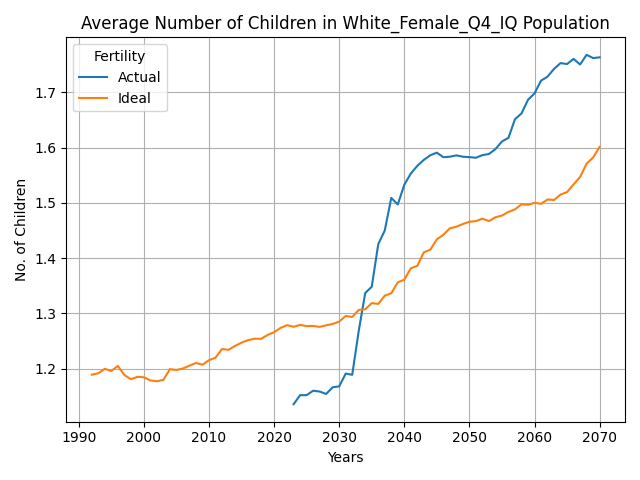 Average Number of Children in White_Female_Q4_IQ Population
Fertility
Actual
Ideal
No. of Children
1.7
1.6
1.5
1.4
1.3
1.2
1990 2000 2010 2020 2030 2040 2050 2060 2070
Years